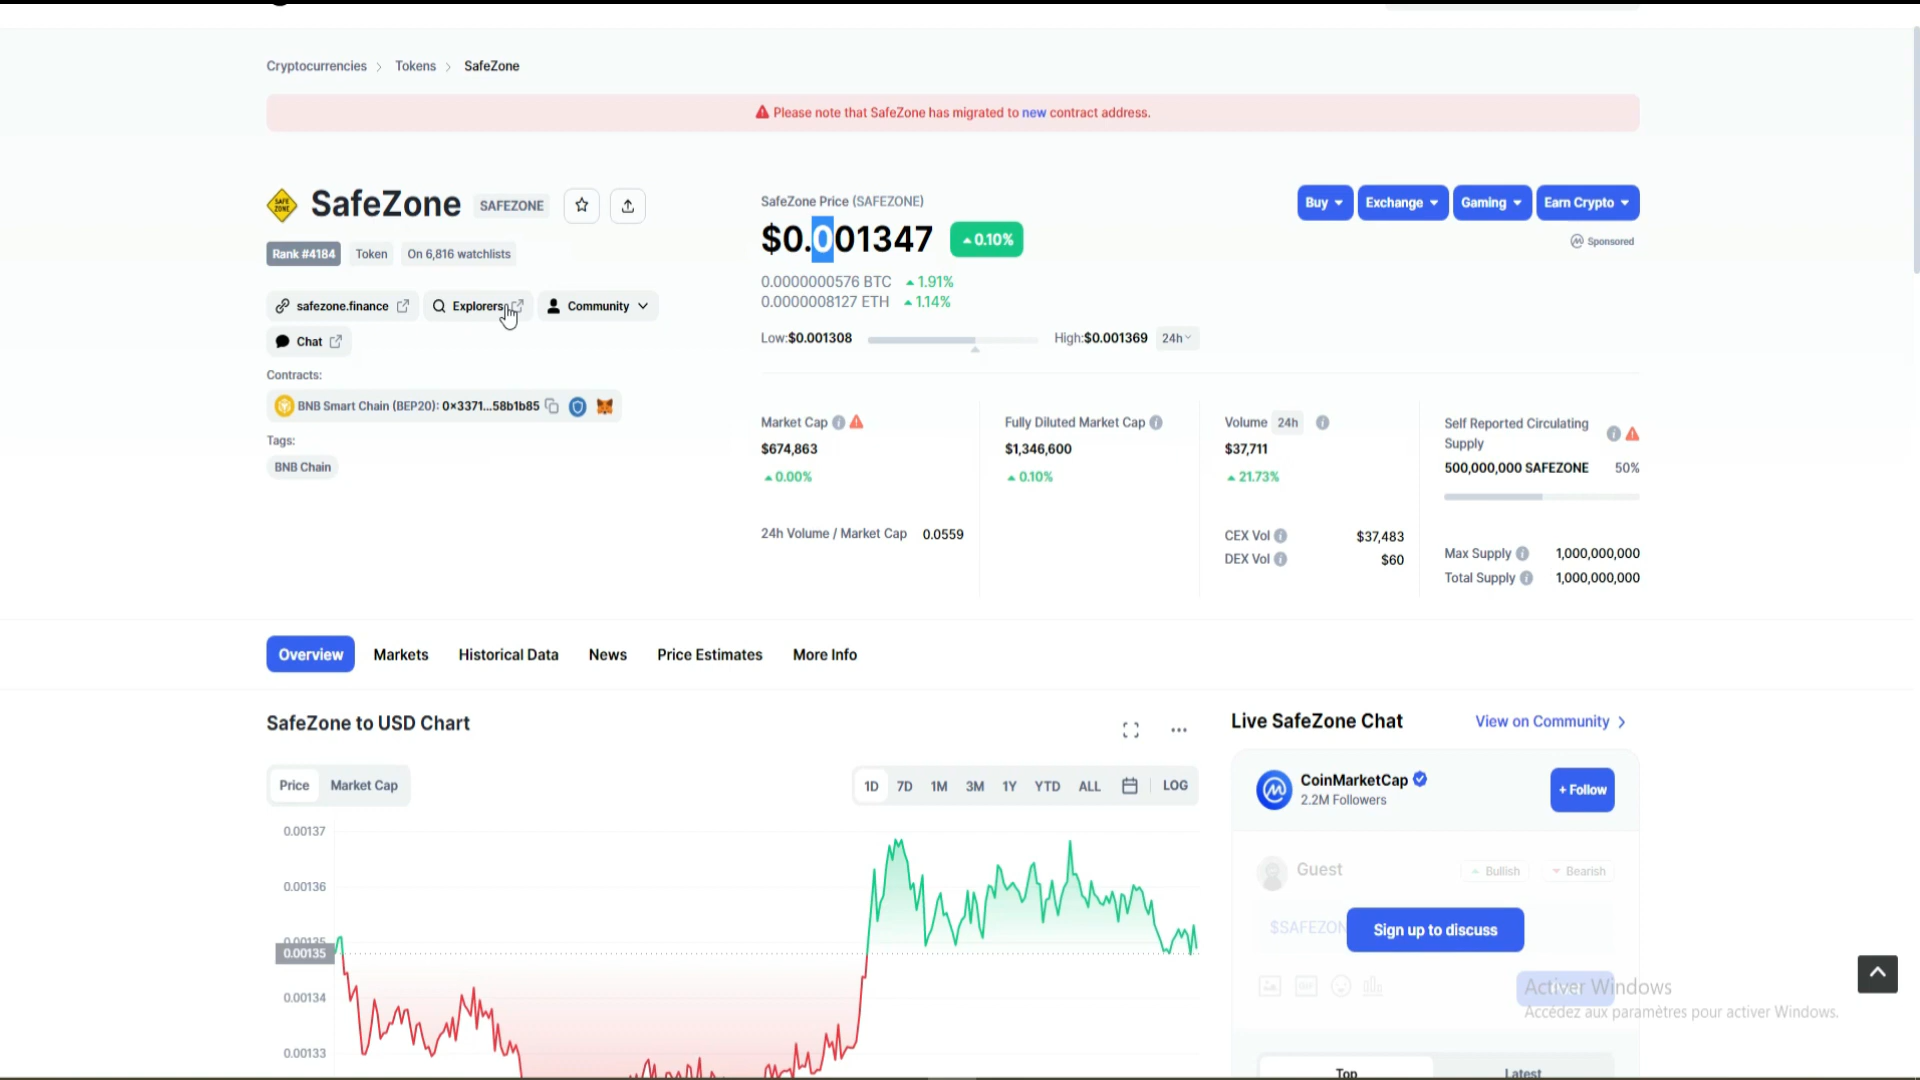 Cryptocurrencies > Tokens > SafeZone
Please note that SafeZone has migrated to new contract address.
SafeZone SAFEZONE
Rank #4184 Token On 6,816 watchlists
safezone.finance Explorers Community
Chat
Contracts:
BNB Smart Chain (BEP20): 0x3371...58b1b85
Tags:
BNB Chain
SafeZone Price (SAFEZONE)
$0.001347 0.10%
0.0000000576 BTC 1.91%
0.0000008127 ETH 1.14%
Low:$0.001308 High:$0.001369 24h
Buy Exchange Gaming Earn Crypto
Sponsored
Market Cap
$674,863
0.00%
24h Volume / Market Cap 0.0559
Fully Diluted Market Cap
$1,346,600
0.10%
Volume 24h
$37,711
21.73%
CEX Vol $37,483
DEX Vol $60
Self Reported Circulating
Supply
500,000,000 SAFEZONE 50%
Max Supply 1,000,000,000
Total Supply 1,000,000,000
Overview Markets Historical Data News Price Estimates More Info
SafeZone to USD Chart
Price Market Cap
1D 7D 1M 3M 1Y YTD ALL LOG
0.00137
0.00136
0.00135
0.00135
0.00134
0.00133
Live SafeZone Chat View on Community >
CoinMarketCap
2.2M Followers
+ Follow
Guest Bullish Bearish
$SAFEZON
Sign up to discuss
Activer Windows
Accédez aux paramètres pour activer Windows.
Top Latest